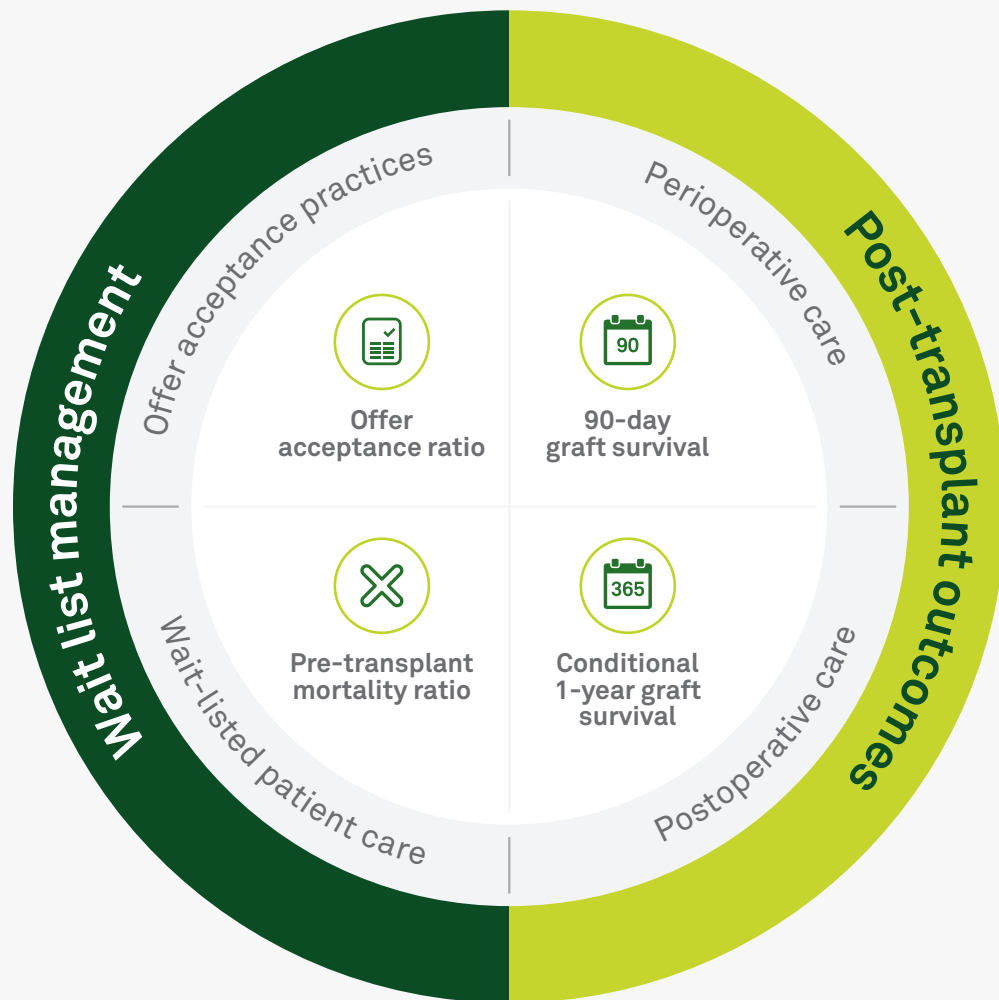 Wait list management
Post-transplant outcomes
Offer acceptance practices
Perioperative care
Offer
acceptance ratio
90
90-day
graft survival
Pre-transplant
mortality ratio
365
Conditional
1-year graft
survival
Wait-listed patient care
Postoperative care